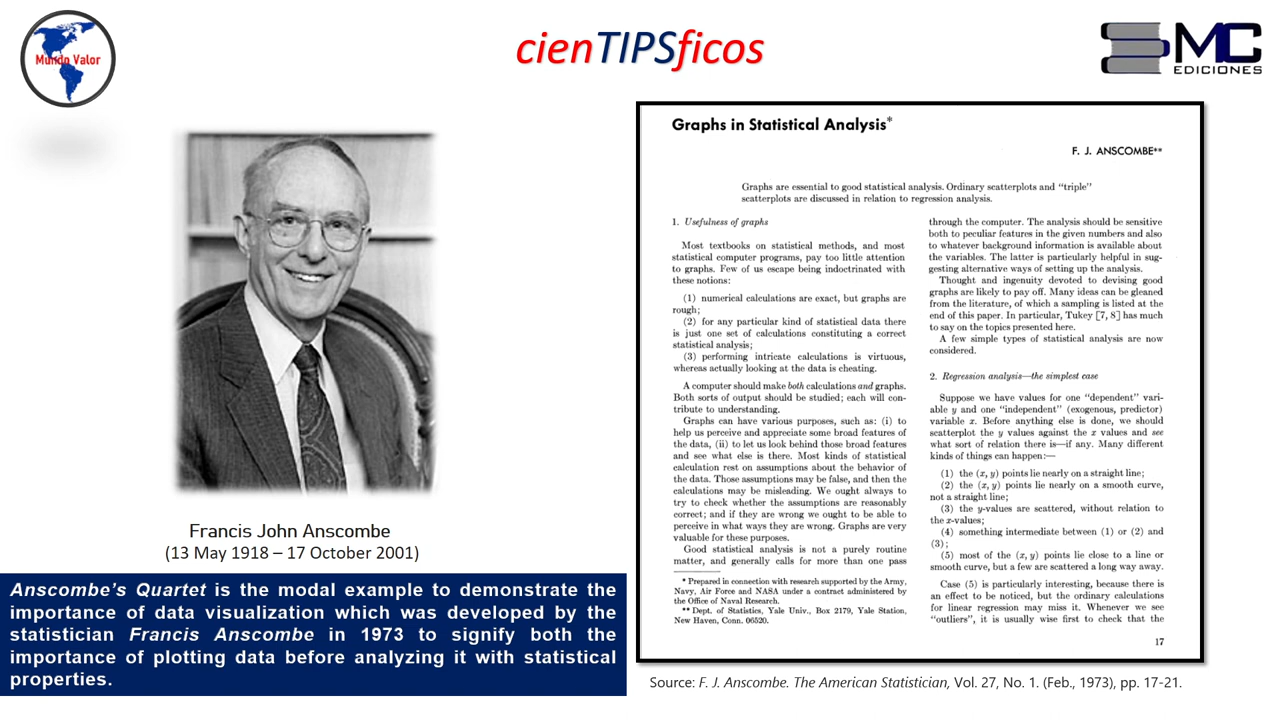 Mundo Valor
cienTIPSficos
MC
EDICIONES
Francis John Anscombe
(13 May 1918 – 17 October 2001)
Anscombe's Quartet is the modal example to demonstrate the
importance of data visualization which was developed by the
statistician Francis Anscombe in 1973 to signify both the
importance of plotting data before analyzing it with statistical
properties.
Graphs in Statistical Analysis*
F. J. ANSCOMBE**
Graphs are essential to good statistical analysis. Ordinary scatterplots and “triple”
scatterplots are discussed in relation to regression analysis.
1. Usefulness of graphs
Most textbooks on statistical methods, and most
statistical computer programs, pay too little attention
to graphs. Few of us escape being indoctrinated with
these notions:
(1) numerical calculations are exact, but graphs are
rough;
(2) for any particular kind of statistical data there
is just one set of calculations constituting a correct
statistical analysis;
(3) performing intricate calculations is virtuous,
whereas actually looking at the data is cheating.
A computer should make both calculations and graphs.
Both sorts of output should be studied; each will con-
tribute to understanding.
Graphs can have various purposes, such as: (i) to
help us perceive and appreciate some broad features of
the data, (ii) to let us look behind those broad features
and see what else is there. Most kinds of statistical
calculation rest on assumptions about the behavior of
the data. Those assumptions may be false, and then the
calculations may be misleading. We ought always to
try to check whether the assumptions are reasonably
correct; and if they are wrong we ought to be able to
perceive in what ways they are wrong. Graphs are very
valuable for these purposes.
Good statistical analysis is not a purely routine
matter, and generally calls for more than one pass
* Prepared in connection with research supported by the Army,
Navy, Air Force and NASA under a contract administered by
the Office of Naval Research.
** Dept. of Statistics, Yale Univ., Box 2179, Yale Station,
New Haven, Conn. 06520.
through the computer. The analysis should be sensitive
both to peculiar features in the given numbers and also
to whatever background information is available about
the variables. The latter is particularly helpful in sug-
gesting alternative ways of setting up the analysis.
Thought and ingenuity devoted to devising good
graphs are likely to pay off. Many ideas can be gleaned
from the literature, of which a sampling is listed at the
end of this paper. In particular, Tukey [7, 8] has much
to say on the topics presented here.
A few simple types of statistical analysis are now
considered.
2. Regression analysis—the simplest case
Suppose we have values for one “dependent” vari-
able y and one “independent” (exogenous, predictor)
variable x. Before anything else is done, we should
scatterplot the y values against the x values and see
what sort of relation there is—if any. Many different
kinds of things can happen:—
(1) the (x, y) points lie nearly on a straight line;
(2) the (x, y) points lie nearly on a smooth curve,
not a straight line;
(3) the y-values are scattered, without relation to
the x-values;
(4) something intermediate between (1) or (2) and
(3);
(5) most of the (x, y) points lie close to a line or
smooth curve, but a few are scattered a long way away.
Case (5) is particularly interesting, because there is
an effect to be noticed, but the ordinary calculations
for linear regression may miss it. Whenever we see
“outliers”, it is usually wise first to check that the
17
Source: F. J. Anscombe. The American Statistician, Vol. 27, No. 1. (Feb., 1973), pp. 17-21.